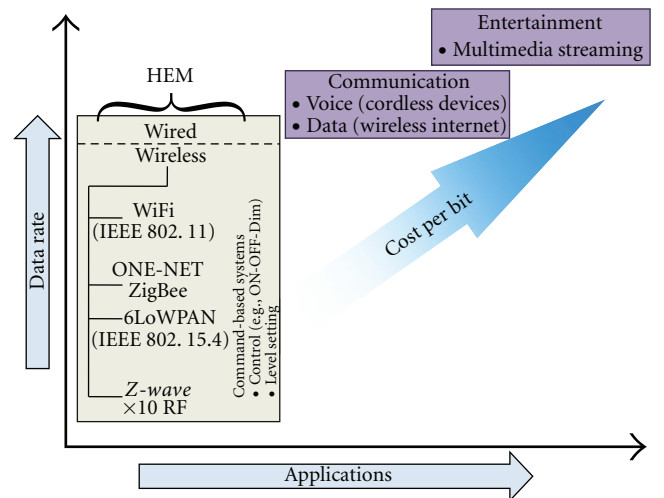 Entertainment
• Multimedia streaming
HEM
Communication
• Voice (cordless devices)
• Data (wireless internet)
Wired
Wireless
WiFi
(IEEE 802. 11)
ONE-NET
ZigBee
6LoWPAN
(IEEE 802. 15.4)
Z-wave
×10 RF
Command-based systems
• Control (e.g., ON-OFF-Dim)
• Level setting
Cost per bit
Data rate
Applications